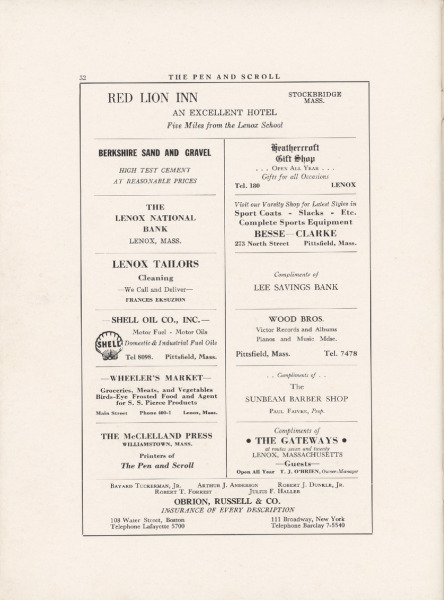 32
THE PEN AND SCROLL
RED LION INN
STOCKBRIDGE
MASS.
AN EXCELLENT HOTEL
Five Miles from the Lenox School
BERKSHIRE SAND AND GRAVEL
HIGH TEST CEMENT
AT REASONABLE PRICES
THE
LENOX NATIONAL
BANK
LENOX, MASS.
LENOX TAILORS
Cleaning
—We Call and Deliver—
FRANCES EKSUZION
—SHELL OIL CO., INC.—
SHELL
Motor Fuel - Motor Oils
Domestic & Industrial Fuel Oils
Tel 8098. Pittsfield, Mass.
—WHEELER'S MARKET—
Groceries, Meats, and Vegetables
Birds-Eye Frosted Food and Agent
for S. S. Pierce Products
Main Street Phone 400-1 Lenox, Mass.
THE McCLELLAND PRESS
WILLIAMSTOWN, MASS.
Printers of
The Pen and Scroll
Heathercroft
Gift Shop
. . . OPEN ALL YEAR . . .
Gifts for all Occasions
Tel. 180 LENOX
Visit our Varsity Shop for Latest Styles in
Sport Coats - Slacks - Etc.
Complete Sports Equipment
BESSE—CLARKE
273 North Street Pittsfield, Mass.
Compliments of
LEE SAVINGS BANK
WOOD BROS.
Victor Records and Albums
Pianos and Music Mdse.
Pittsfield, Mass. Tel. 7478
. . Compliments of . .
The
SUNBEAM BARBER SHOP
PAUL FAIVRE, Prop.
Compliments of
• THE GATEWAYS •
at routes seven and twenty
LENOX, MASSACHUSETTS
—Guests—
Open All Year T. J. O'BRIEN, Owner-Manager
BAYARD TUCKERMAN, JR. ARTHUR J. ANDERSON ROBERT J. DUNKLE, JR.
ROBERT T. FORREST JULIUS F. HALLER
OBRION, RUSSELL & CO.
INSURANCE OF EVERY DESCRIPTION
108 Water Street, Boston
Telephone Lafayette 5700
111 Broadway, New York
Telephone Barclay 7-5540